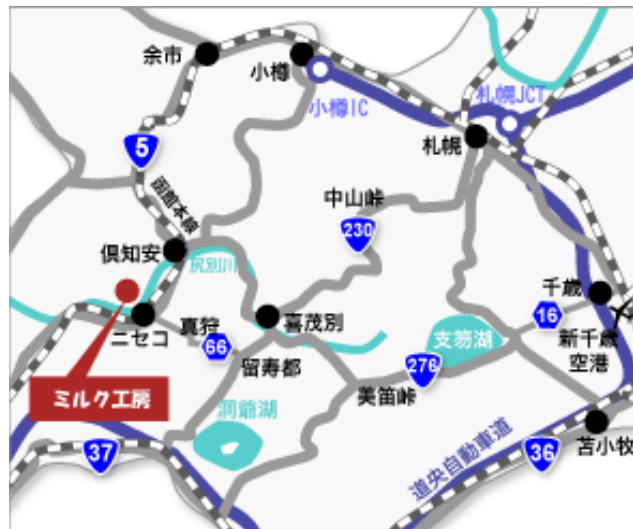 余市
小樽
小樽IC
札幌JCT
札幌
5
函館本線
中山峠
230
倶知安
尻別川
ニセコ
真狩
66
喜茂別
留寿都
千歳
16
新千歳
空港
支笏湖
276
美笛峠
ミルク工房
洞爺湖
37
道央自動車道
36
苫小牧